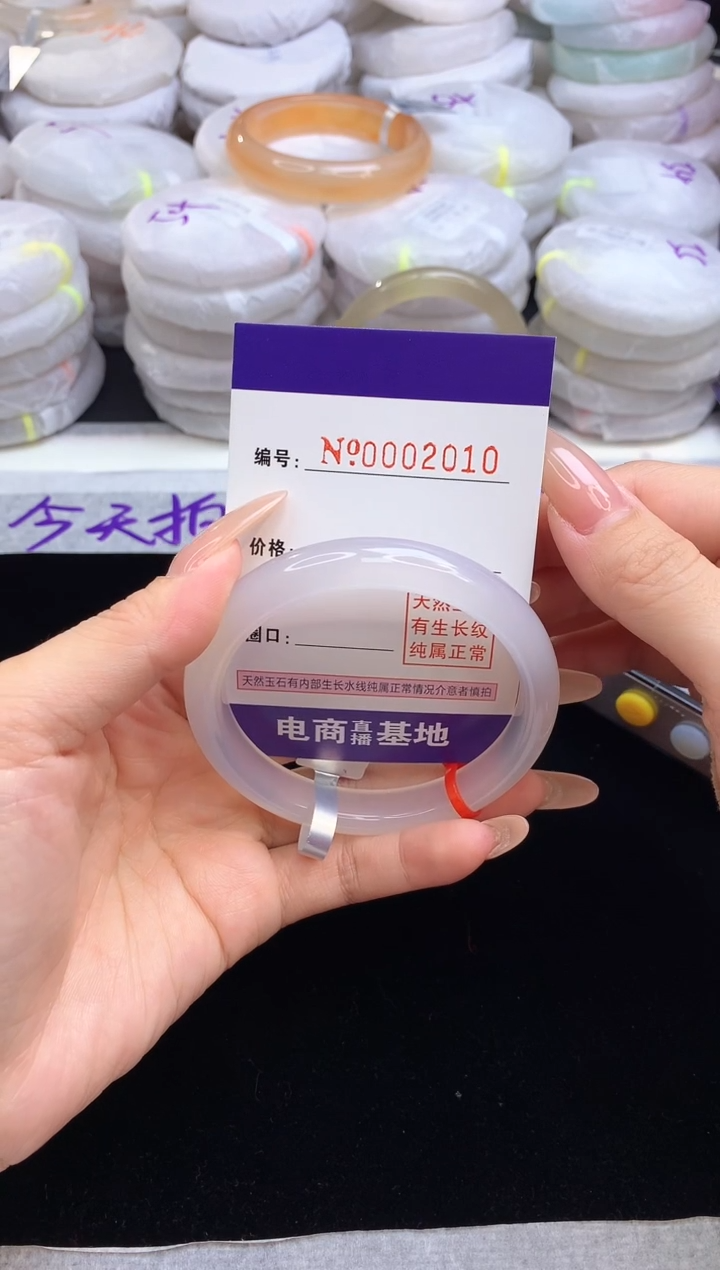 54
55
今天拍
编号: Nº0002010
价格:
圈口:
天然
有生长纹
纯属正常
天然玉石有内部生长水线纯属正常情况介意者慎拍
电商直播基地